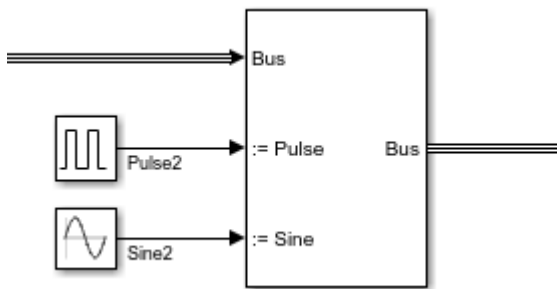 Bus
:= Pulse
Bus
Pulse2
:= Sine
Sine2